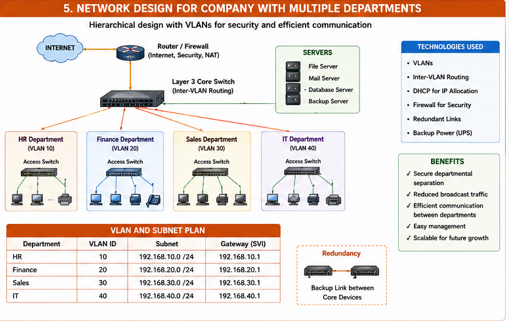 5. NETWORK DESIGN FOR COMPANY WITH MULTIPLE DEPARTMENTS
Hierarchical design with VLANs for security and efficient communication
INTERNET
Router / Firewall
(Internet, Security, NAT)
Layer 3 Core Switch
(Inter-VLAN Routing)
SERVERS
File Server
Mail Server
Database Server
Backup Server
TECHNOLOGIES USED
• VLANs
• Inter-VLAN Routing
• DHCP for IP Allocation
• Firewall for Security
• Redundant Links
• Backup Power (UPS)
HR Department
(VLAN 10)
Access Switch
Finance Department
(VLAN 20)
Access Switch
Sales Department
(VLAN 30)
Access Switch
IT Department
(VLAN 40)
Access Switch
BENEFITS
✓ Secure departmental
separation
✓ Reduced broadcast traffic
✓ Efficient communication
between departments
✓ Easy management
✓ Scalable for future growth
VLAN AND SUBNET PLAN
Department VLAN ID Subnet Gateway (SVI)
HR 10 192.168.10.0 /24 192.168.10.1
Finance 20 192.168.20.0 /24 192.168.20.1
Sales 30 192.168.30.0 /24 192.168.30.1
IT 40 192.168.40.0 /24 192.168.40.1
Redundancy
Backup Link between
Core Devices